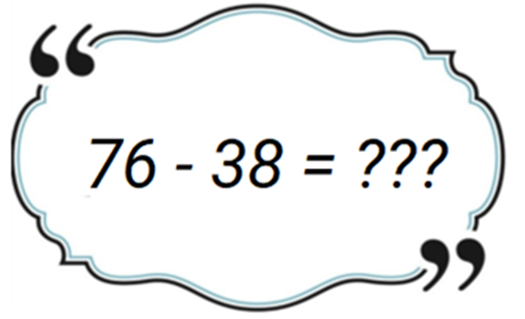 76 - 38 = ???